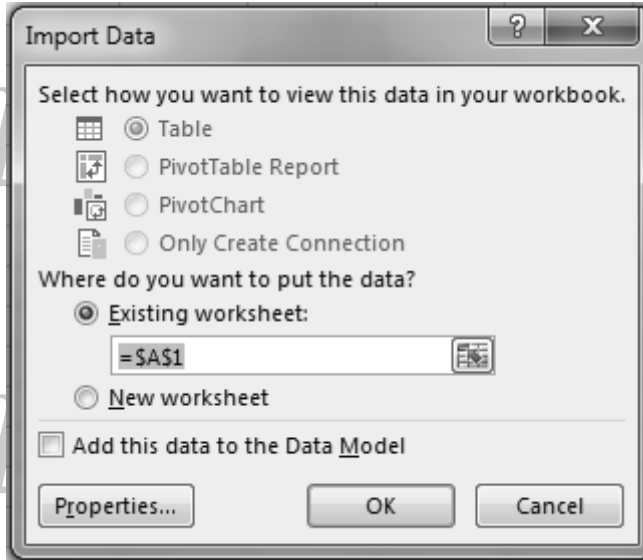 Import Data
Select how you want to view this data in your workbook.
Table
PivotTable Report
PivotChart
Only Create Connection
Where do you want to put the data?
Existing worksheet:
=$A$1
New worksheet
Add this data to the Data Model
Properties... OK Cancel